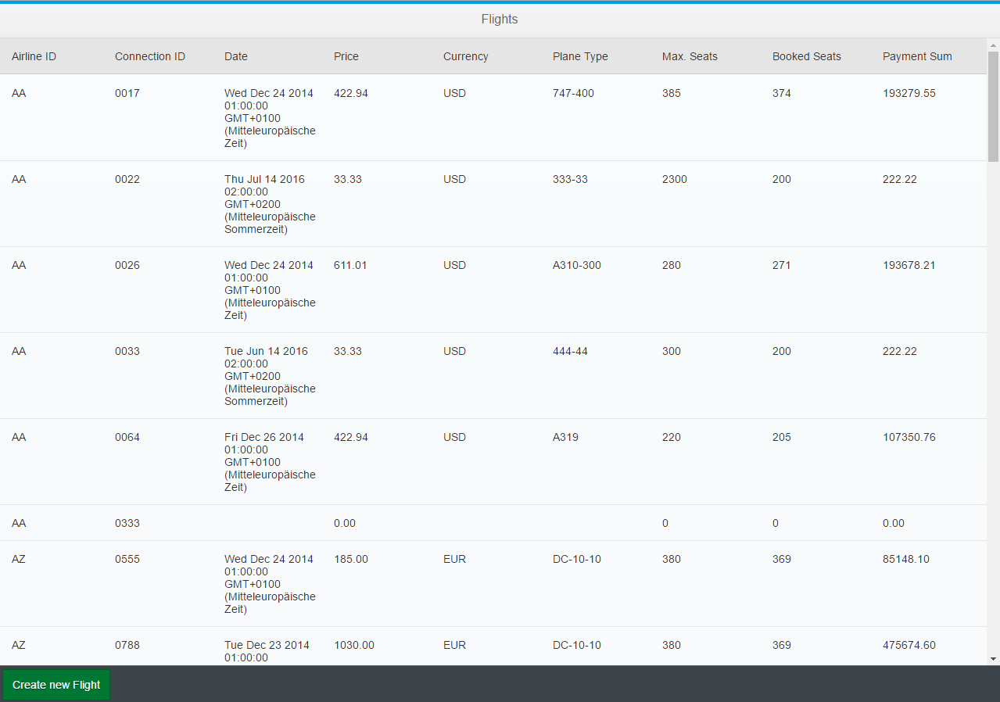 Flights
Airline ID Connection ID Date Price Currency Plane Type Max. Seats Booked Seats Payment Sum
AA 0017 Wed Dec 24 2014 422.94 USD 747-400 385 374 193279.55
01:00:00
GMT+0100
(Mitteleuropäische
Zeit)
AA 0022 Thu Jul 14 2016 33.33 USD 333-33 2300 200 222.22
02:00:00
GMT+0200
(Mitteleuropäische
Sommerzeit)
AA 0026 Wed Dec 24 2014 611.01 USD A310-300 280 271 193678.21
01:00:00
GMT+0100
(Mitteleuropäische
Zeit)
AA 0033 Tue Jun 14 2016 33.33 USD 444-44 300 200 222.22
02:00:00
GMT+0200
(Mitteleuropäische
Sommerzeit)
AA 0064 Fri Dec 26 2014 422.94 USD A319 220 205 107350.76
01:00:00
GMT+0100
(Mitteleuropäische
Zeit)
AA 0333 0.00 0 0 0.00
AZ 0555 Wed Dec 24 2014 185.00 EUR DC-10-10 380 369 85148.10
01:00:00
GMT+0100
(Mitteleuropäische
Zeit)
AZ 0788 Tue Dec 23 2014 1030.00 EUR DC-10-10 380 369 475674.60
01:00:00
Create new Flight